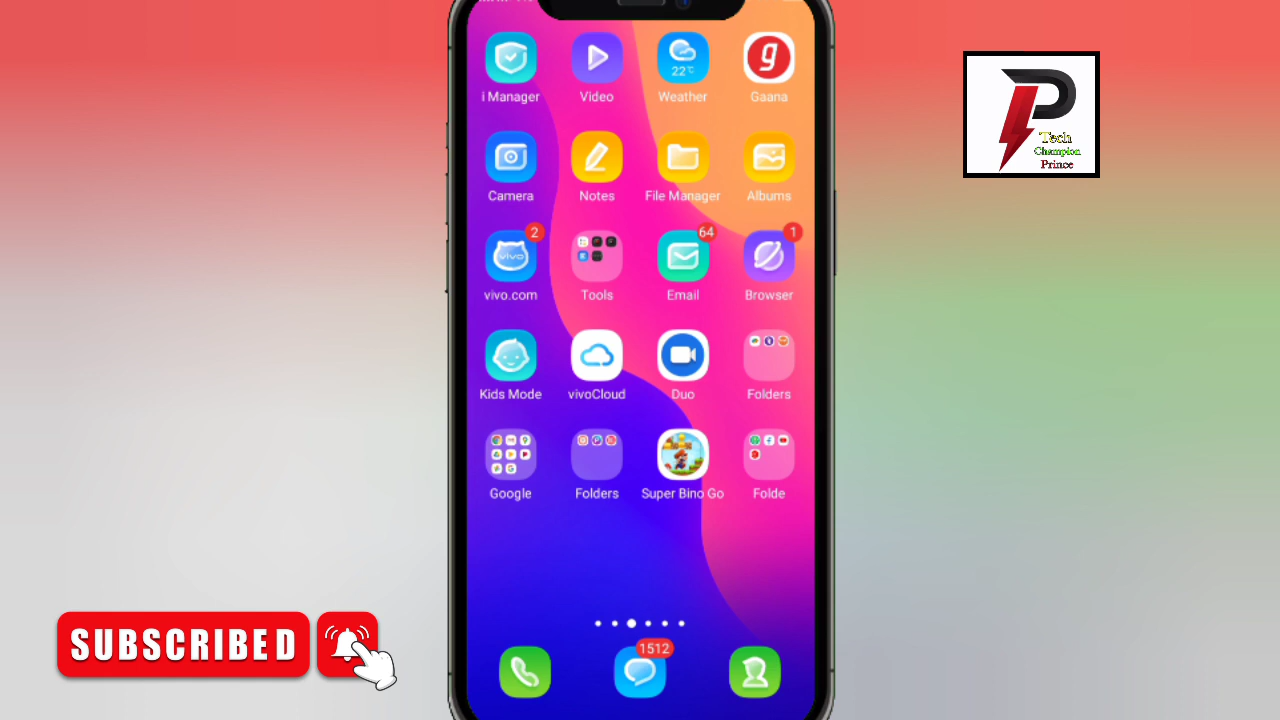 22°C
i Manager
Video
Weather
Gaana
Camera
Notes
File Manager
Albums
2
64
1
vivo
vivo.com
Tools
Email
Browser
Kids Mode
vivoCloud
Duo
Folders
Google
Folders
Super Bino Go
Folde
1512
g
P
Tech
Champion
Prince
SUBSCRIBED